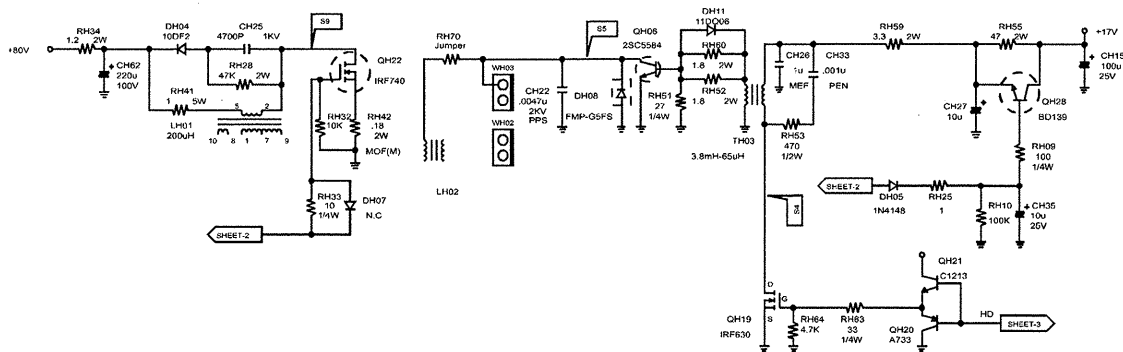 +80V
RH34
1.2 2W
CH62
220u
100V
DH04
10DF2
CH25
4700P 1KV
RH28
47K 2W
RH41
1 5W
5 2
LH01
200uH
10 8 1 7 9
S9
QH22
IRF740
RH32
10K
RH42
.18
2W
MOF(M)
RH33
10
1/4W
DH07
N.C
SHEET-2
RH70
Jumper
WH03
WH02
LH02
CH22
.0047u
2KV
PPS
DH08
FMP-G5FS
S5
QH06
2SC5584
RH51
27
1/4W
DH11
11DQ06
RH60
1.8 2W
RH52
1.8 2W
TH03
3.8mH-65uH
CH26
1u
MEF
CH33
.001u
PEN
RH53
470
1/2W
S4
RH59
3.3 2W
RH55
47 2W
+17V
CH15
100u
25V
CH27
10u
QH28
BD139
RH09
100
1/4W
SHEET-2
DH05
1N4148
RH25
1
RH10
100K
CH35
10u
25V
QH21
C1213
D
G
S
QH19
IRF630
RH64
4.7K
RH63
33
1/4W
QH20
A733
HD
SHEET-3